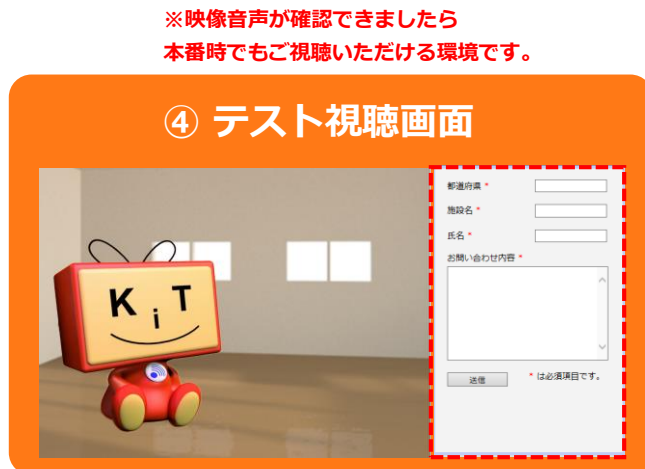 ※映像音声が確認できましたら
本番時でもご視聴いただける環境です。
④ テスト視聴画面
都道府県 *
施設名 *
氏名 *
お問い合わせ内容 *
KiT
送信
* は必須項目です。